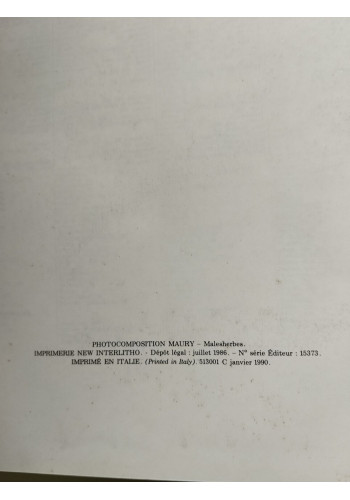 PHOTOCOMPOSITION MAURY – Malesherbes.
IMPRIMERIE NEW INTERLITHO. - Dépôt légal : juillet 1986. – Nº série Éditeur : 15373.
IMPRIMÉ EN ITALIE. (Printed in Italy). 513001 C janvier 1990.